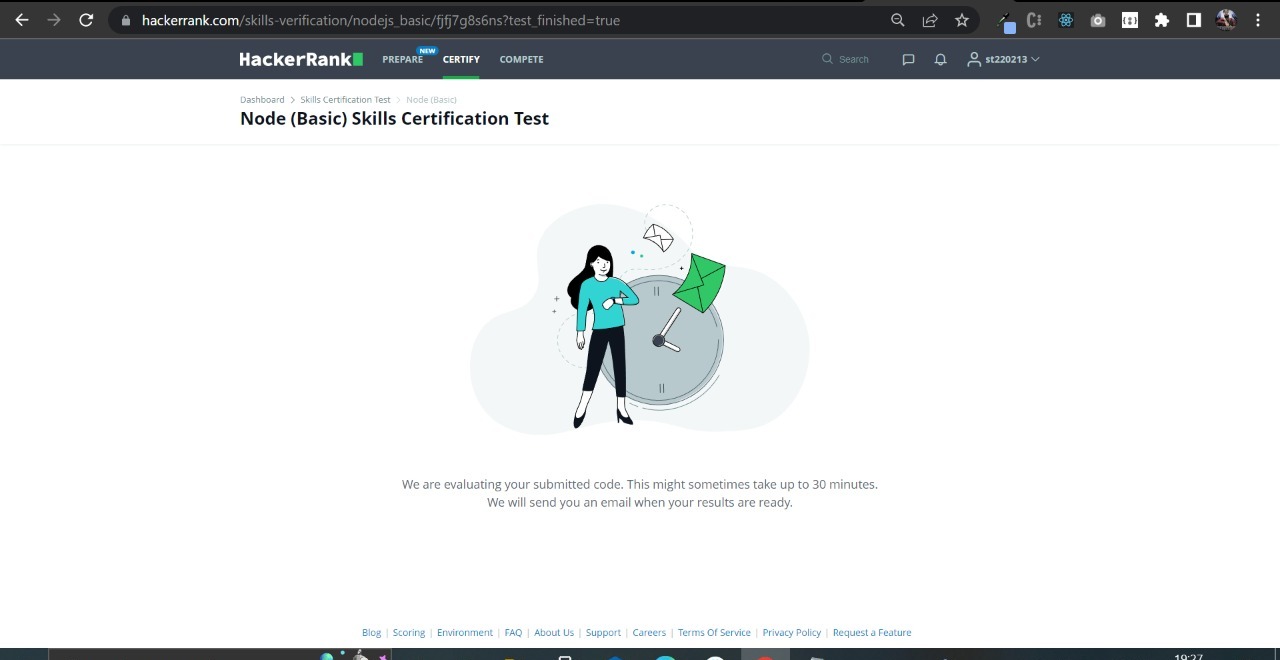 hackerrank.com/skills-verification/nodejs_basic/fjfj7g8s6ns?test_finished=true
HackerRank PREPARE NEW CERTIFY COMPETE Search st220213
Dashboard > Skills Certification Test > Node (Basic)
Node (Basic) Skills Certification Test
We are evaluating your submitted code. This might sometimes take up to 30 minutes.
We will send you an email when your results are ready.
Blog | Scoring | Environment | FAQ | About Us | Support | Careers | Terms Of Service | Privacy Policy | Request a Feature
19:27